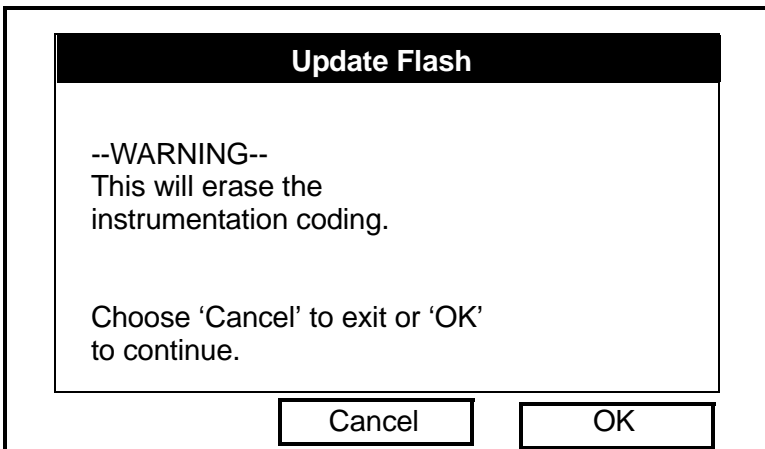 Update Flash
--WARNING--
This will erase the
instrumentation coding.
Choose ‘Cancel’ to exit or ‘OK’
to continue.
Cancel OK